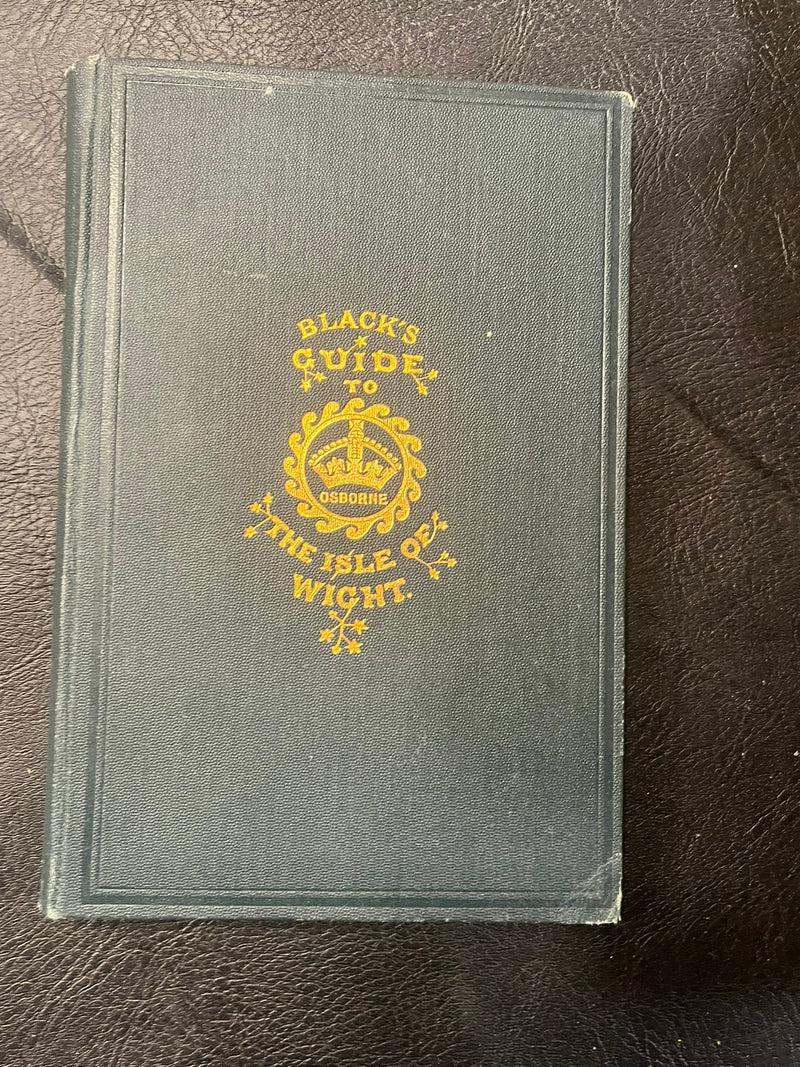 BLACK'S
GUIDE
TO
OSBORNE
THE ISLE OF
WIGHT.